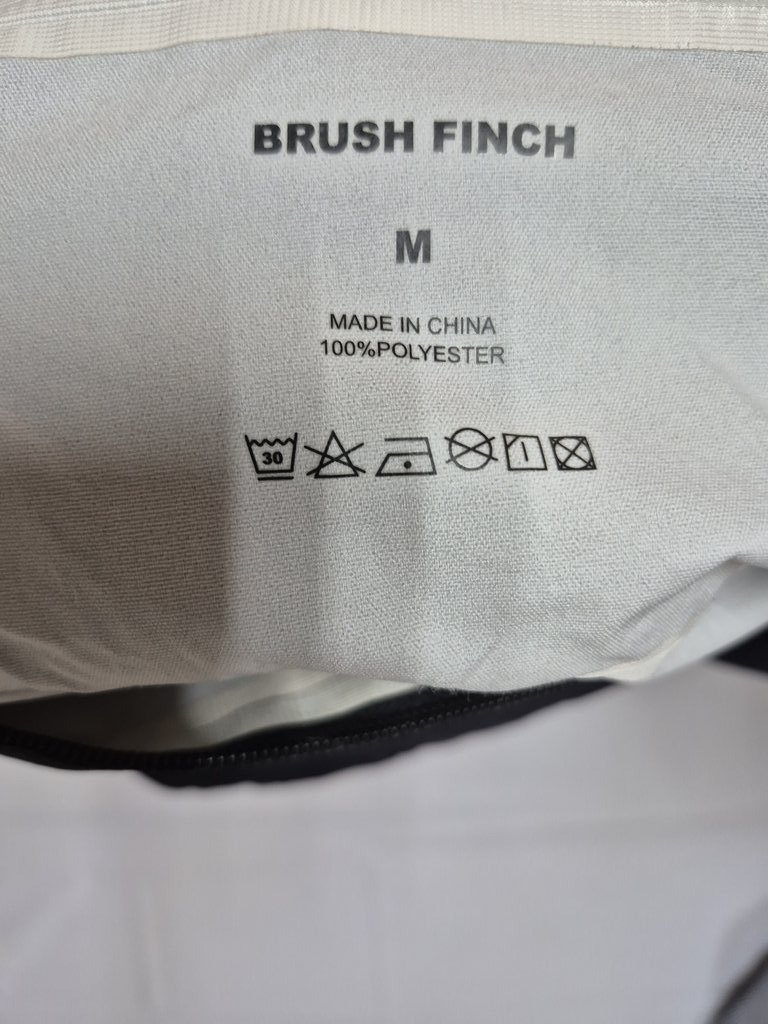 BRUSH FINCH
M
MADE IN CHINA
100%POLYESTER
30